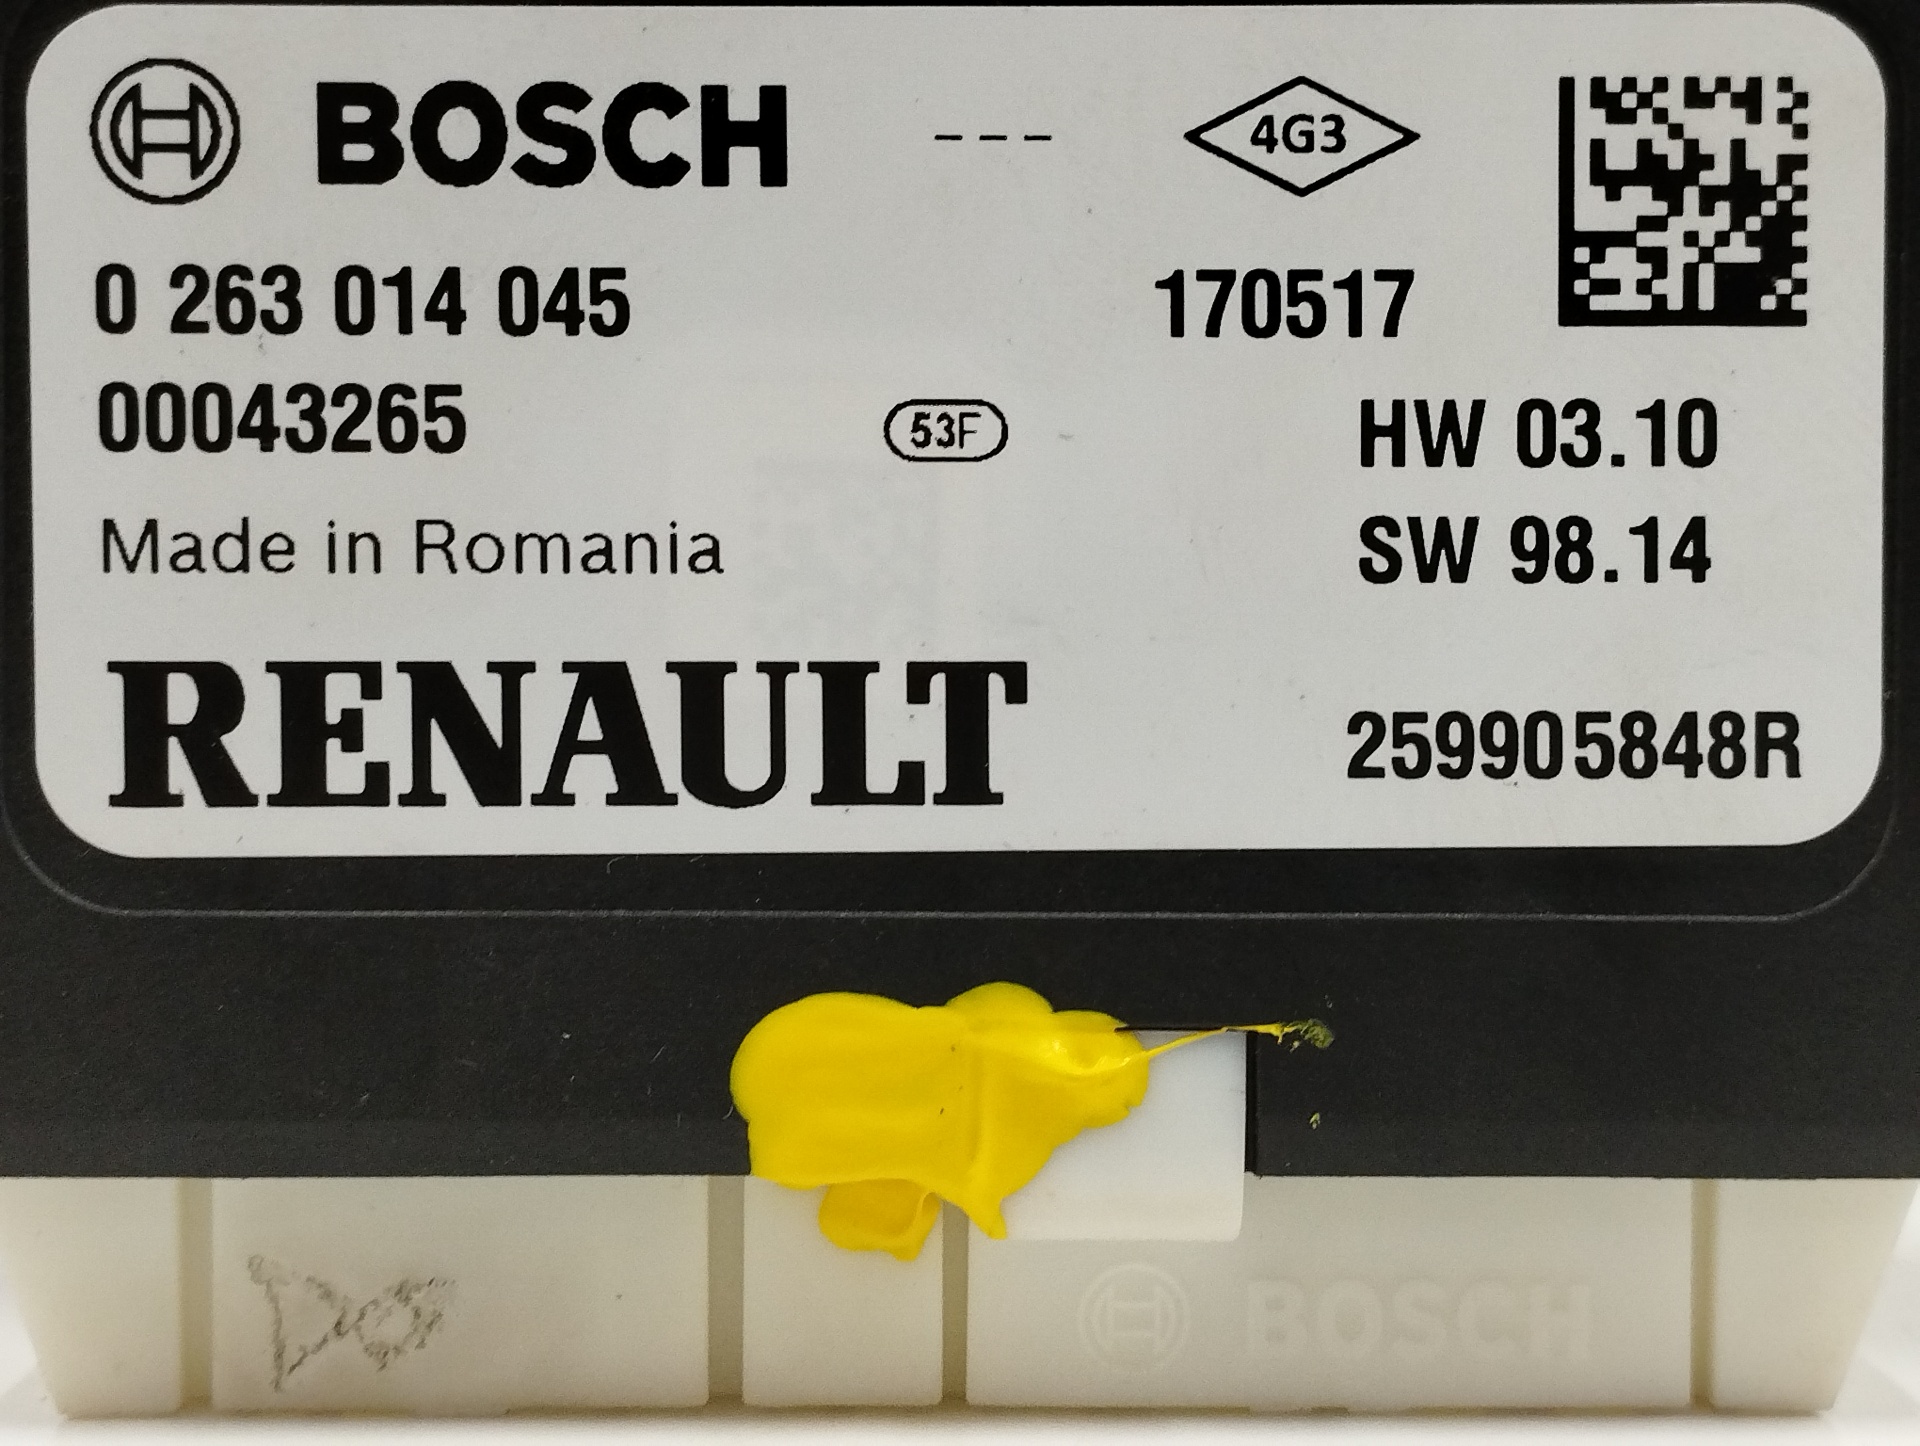 BOSCH --- 4G3
0 263 014 045 170517
00043265 53F HW 03.10
Made in Romania SW 98.14
RENAULT 259905848R
BOSCH